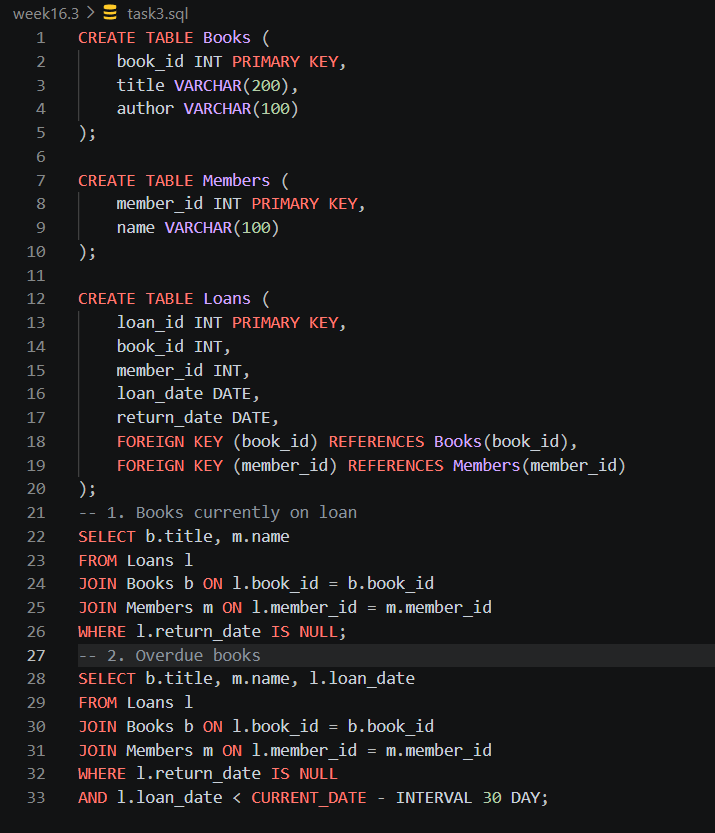 week16.3 > task3.sql
1 CREATE TABLE Books (
2     book_id INT PRIMARY KEY,
3     title VARCHAR(200),
4     author VARCHAR(100)
5 );
6
7 CREATE TABLE Members (
8     member_id INT PRIMARY KEY,
9     name VARCHAR(100)
10 );
11
12 CREATE TABLE Loans (
13     loan_id INT PRIMARY KEY,
14     book_id INT,
15     member_id INT,
16     loan_date DATE,
17     return_date DATE,
18     FOREIGN KEY (book_id) REFERENCES Books(book_id),
19     FOREIGN KEY (member_id) REFERENCES Members(member_id)
20 );
21 -- 1. Books currently on loan
22 SELECT b.title, m.name
23 FROM Loans l
24 JOIN Books b ON l.book_id = b.book_id
25 JOIN Members m ON l.member_id = m.member_id
26 WHERE l.return_date IS NULL;
27 -- 2. Overdue books
28 SELECT b.title, m.name, l.loan_date
29 FROM Loans l
30 JOIN Books b ON l.book_id = b.book_id
31 JOIN Members m ON l.member_id = m.member_id
32 WHERE l.return_date IS NULL
33 AND l.loan_date < CURRENT_DATE - INTERVAL 30 DAY;